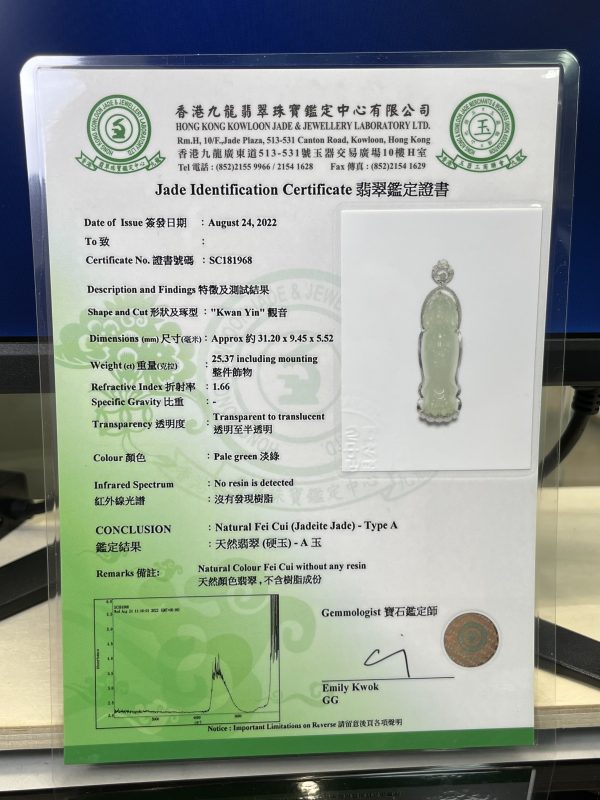 香港九龍翡翠珠寶鑑定中心有限公司
HONG KONG KOWLOON JADE & JEWELLERY LABORATORY LTD.
Rm.H, 10/F.,Jade Plaza, 513-531 Canton Road, Kowloon, Hong Kong
香港九龍廣東道513-531號玉器交易廣場10樓H室
Tel 電話 : (852)2155 9966 / 2154 1628 Fax 傳真 : (852)2154 1629
玉
Jade Identification Certificate 翡翠鑑定證書
Date of Issue 簽發日期 : August 24, 2022
To 致 :
Certificate No. 證書號碼 : SC181968
Description and Findings 特徵及測試結果
Shape and Cut 形狀及琢型 : "Kwan Yin" 觀音
Dimensions (mm) 尺寸(毫米) : Approx 約 31.20 x 9.45 x 5.52
Weight (ct) 重量(克拉) : 25.37 including mounting
整件飾物
Refractive Index 折射率 : 1.66
Specific Gravity 比重 : -
Transparency 透明度 : Transparent to translucent
透明至半透明
Colour 顏色 : Pale green 淡綠
Infrared Spectrum : No resin is detected
紅外線光譜 : 沒有發現樹脂
CONCLUSION : Natural Fei Cui (Jadeite Jade) - Type A
鑑定結果 : 天然翡翠 (硬玉) - A 玉
Remarks 備註: Natural Colour Fei Cui without any resin
天然顏色翡翠 , 不含樹脂成份
Gemmologist 寶石鑑定師
Emily Kwok
GG
Notice : Important Limitations on Reverse 請留意後頁各項聲明